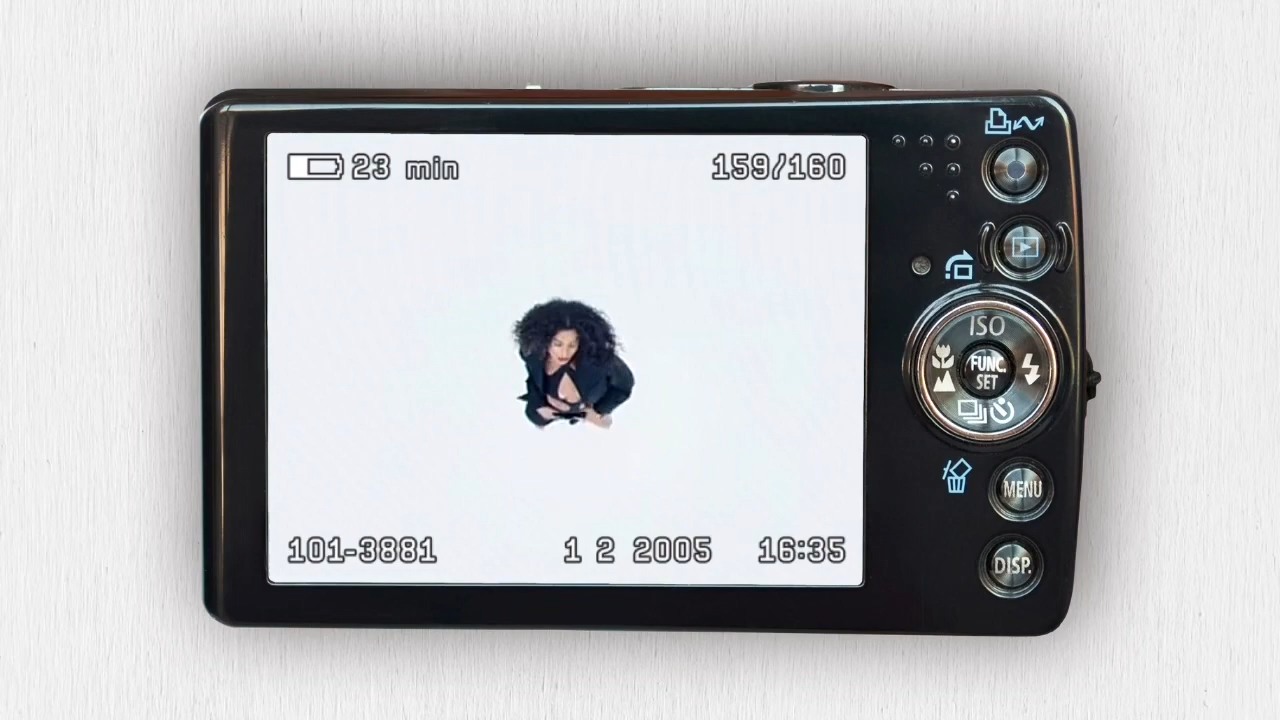 23 min
159/160
101-3881
1 2 2005
16:35
ISO
FUNC.
SET
MENU
DISP.